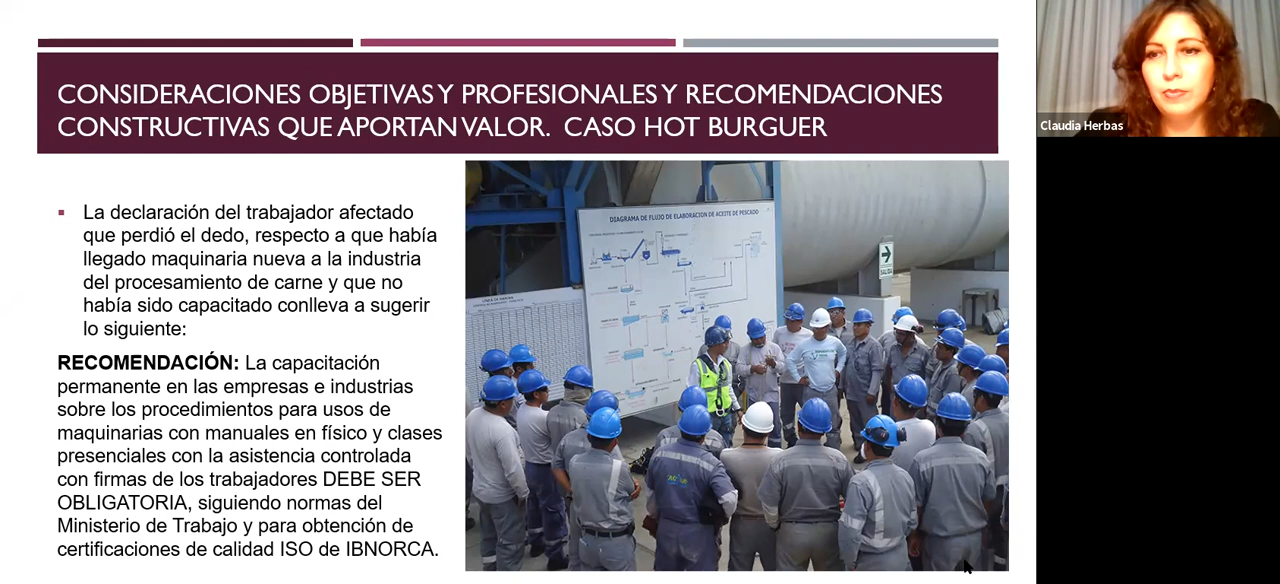 CONSIDERACIONES OBJETIVAS Y PROFESIONALES Y RECOMENDACIONES
CONSTRUCTIVAS QUE APORTAN VALOR. CASO HOT BURGUER
Claudia Herbas
La declaración del trabajador afectado
que perdió el dedo, respecto a que había
llegado maquinaria nueva a la industria
del procesamiento de carne y que no
había sido capacitado conlleva a sugerir
lo siguiente:
RECOMENDACIÓN: La capacitación
permanente en las empresas e industrias
sobre los procedimientos para usos de
maquinarias con manuales en físico y clases
presenciales con la asistencia controlada
con firmas de los trabajadores DEBE SER
OBLIGATORIA, siguiendo normas del
Ministerio de Trabajo y para obtención de
certificaciones de calidad ISO de IBNORCA.
DIAGRAMA DE FLUJO DE ELABORACION DE ACEITE DE PESCADO
SALIDA